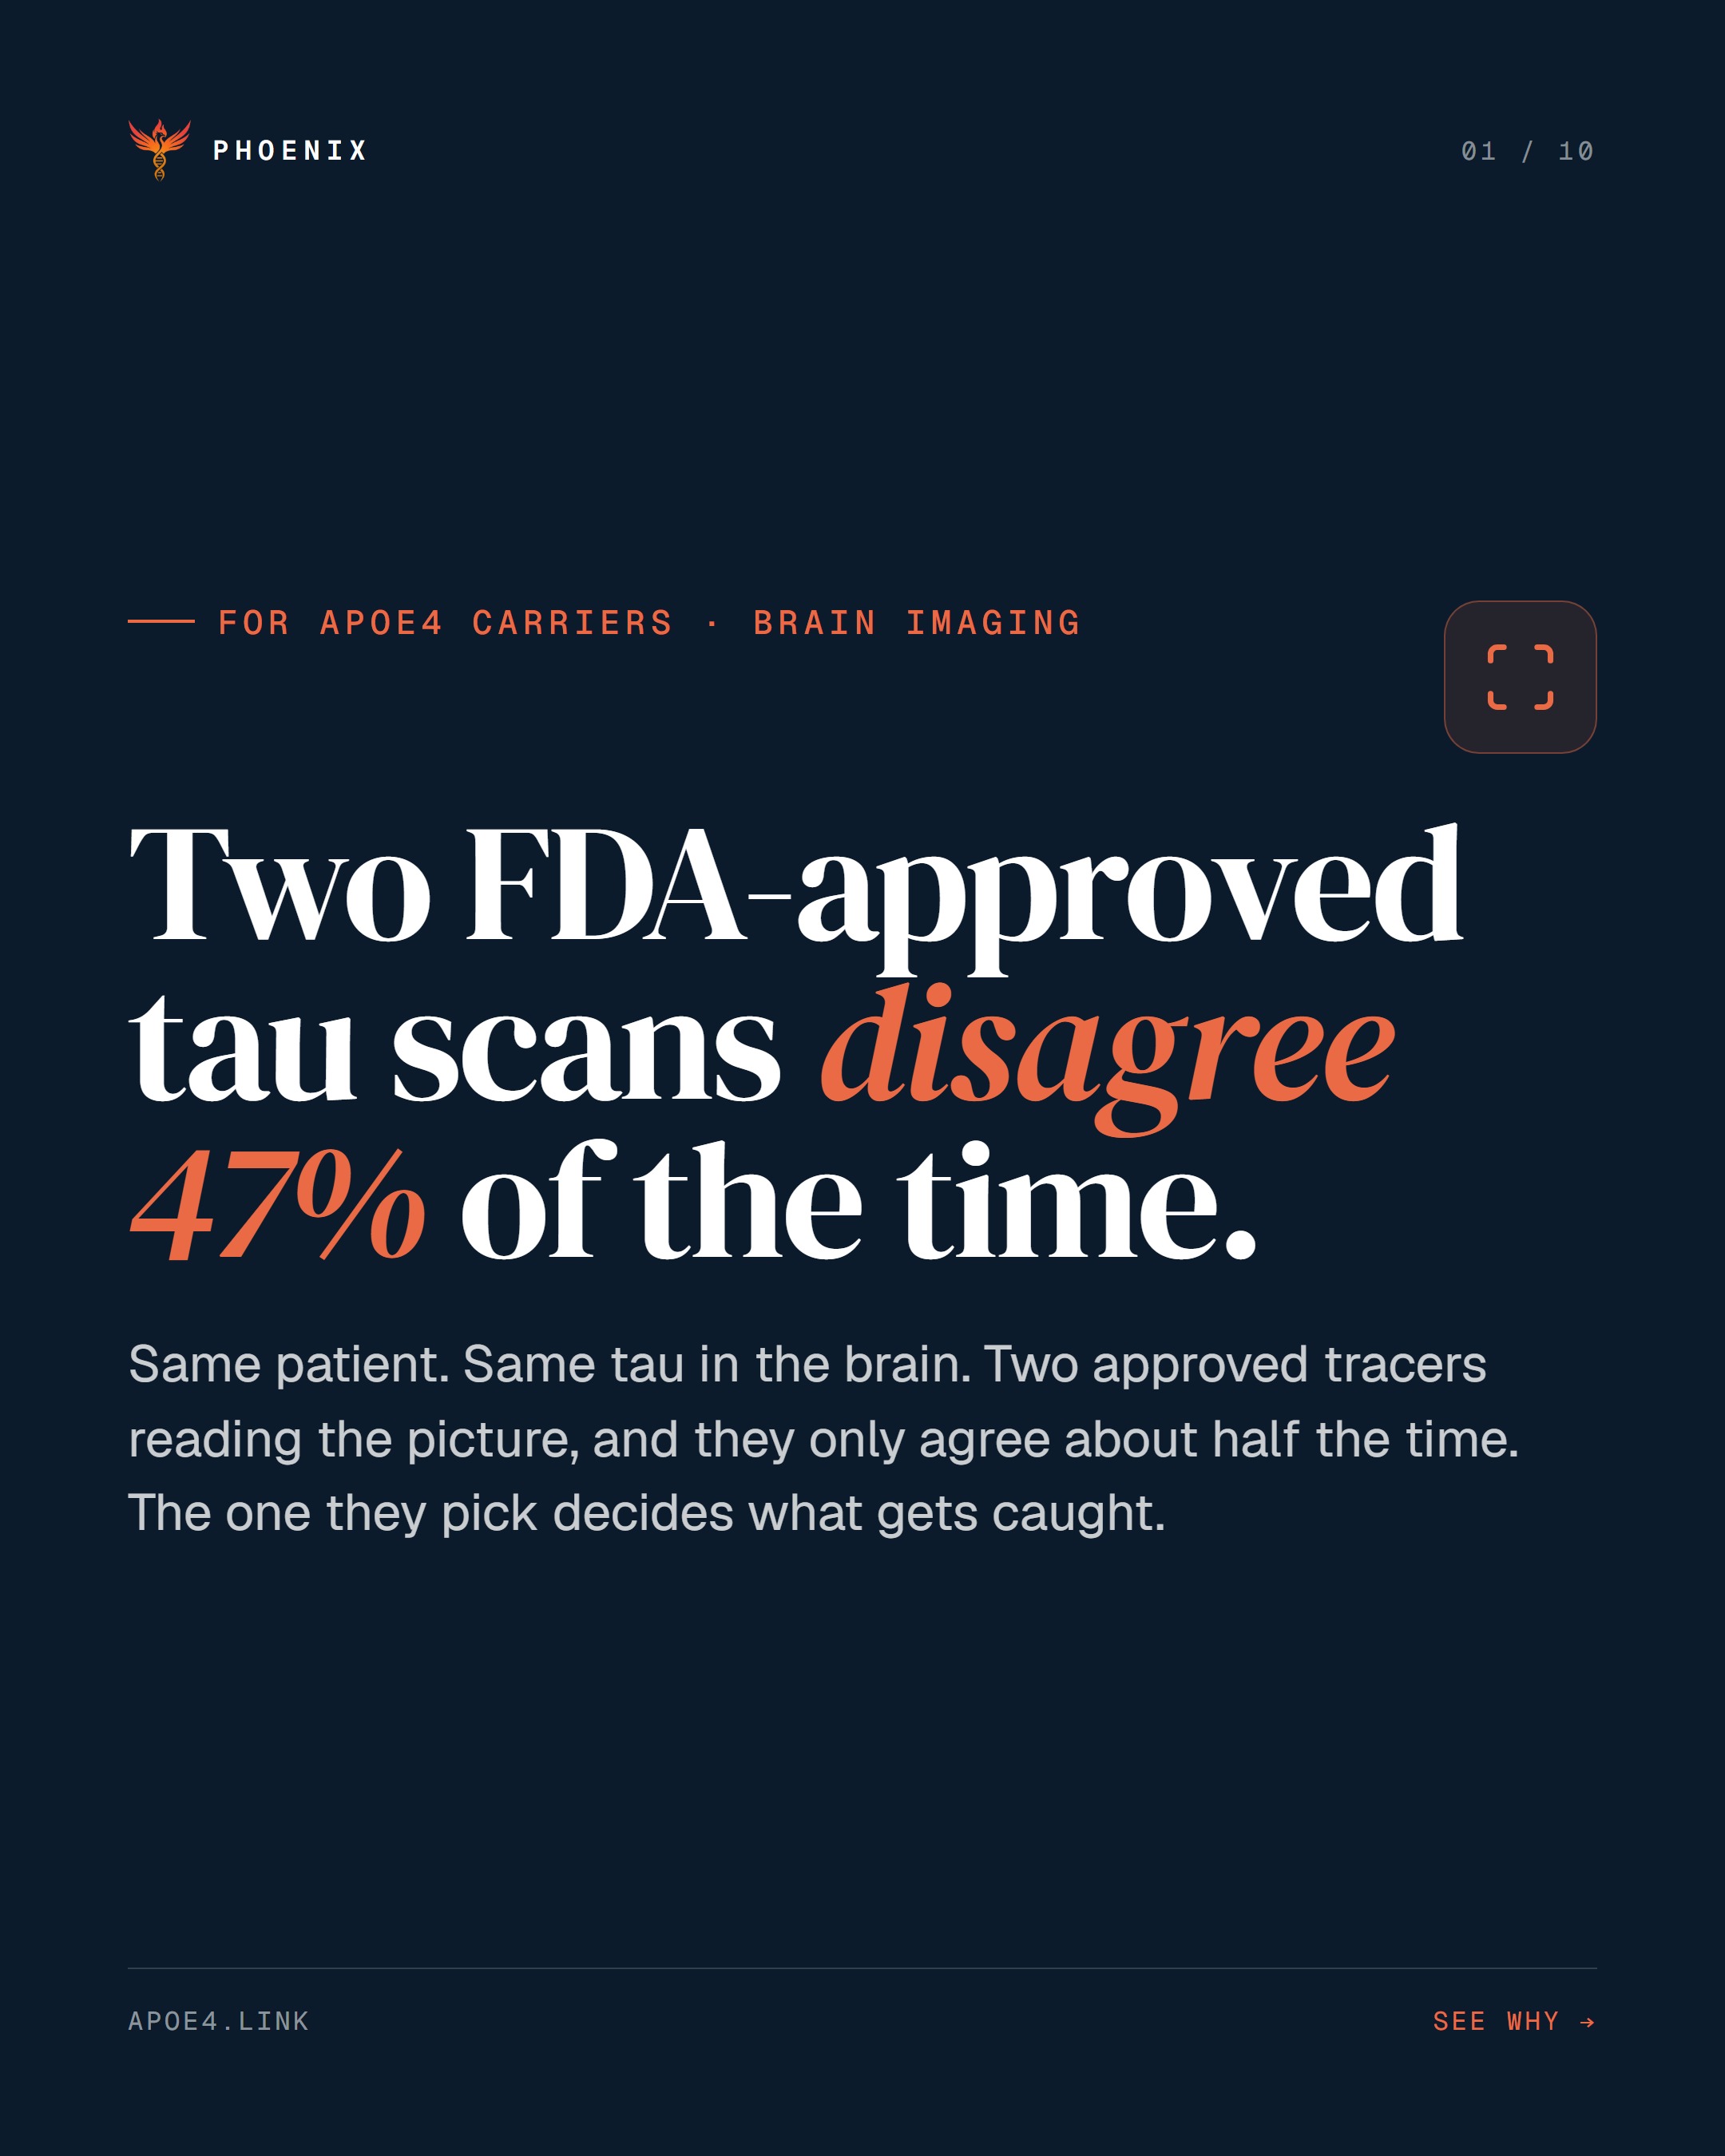 PHOENIX
01 / 10
FOR APOE4 CARRIERS · BRAIN IMAGING
Two FDA-approved
tau scans disagree
47% of the time.
Same patient. Same tau in the brain. Two approved tracers
reading the picture, and they only agree about half the time.
The one they pick decides what gets caught.
APOE4.LINK
SEE WHY →